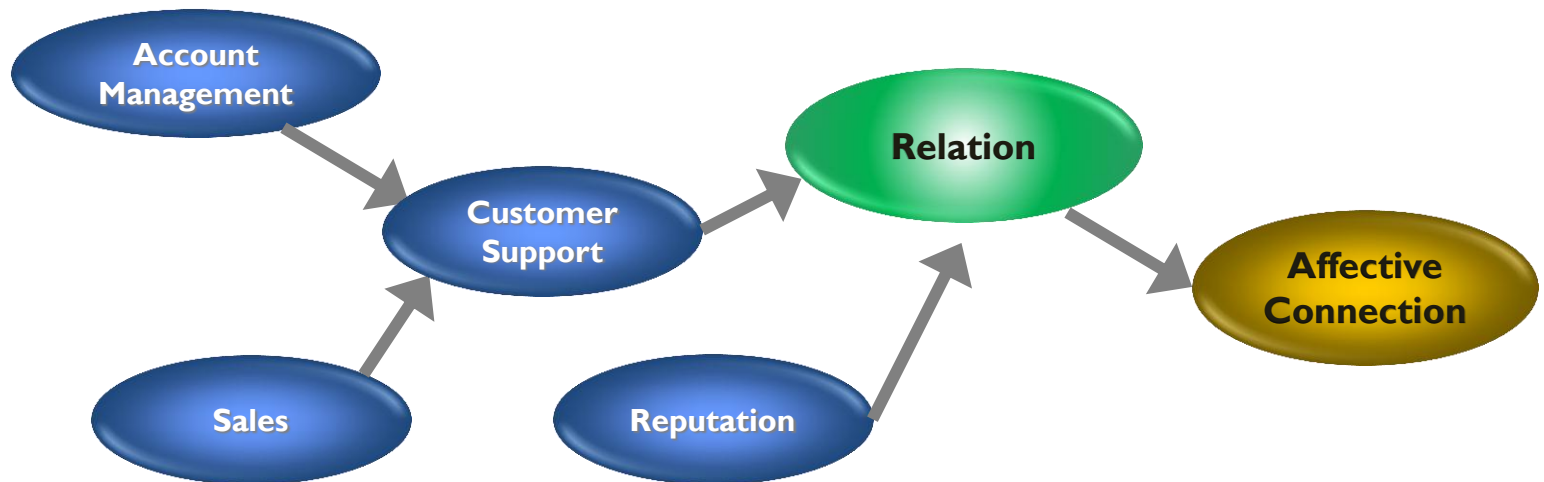 Account
Management
Customer
Support
Sales
Reputation
Relation
Affective
Connection